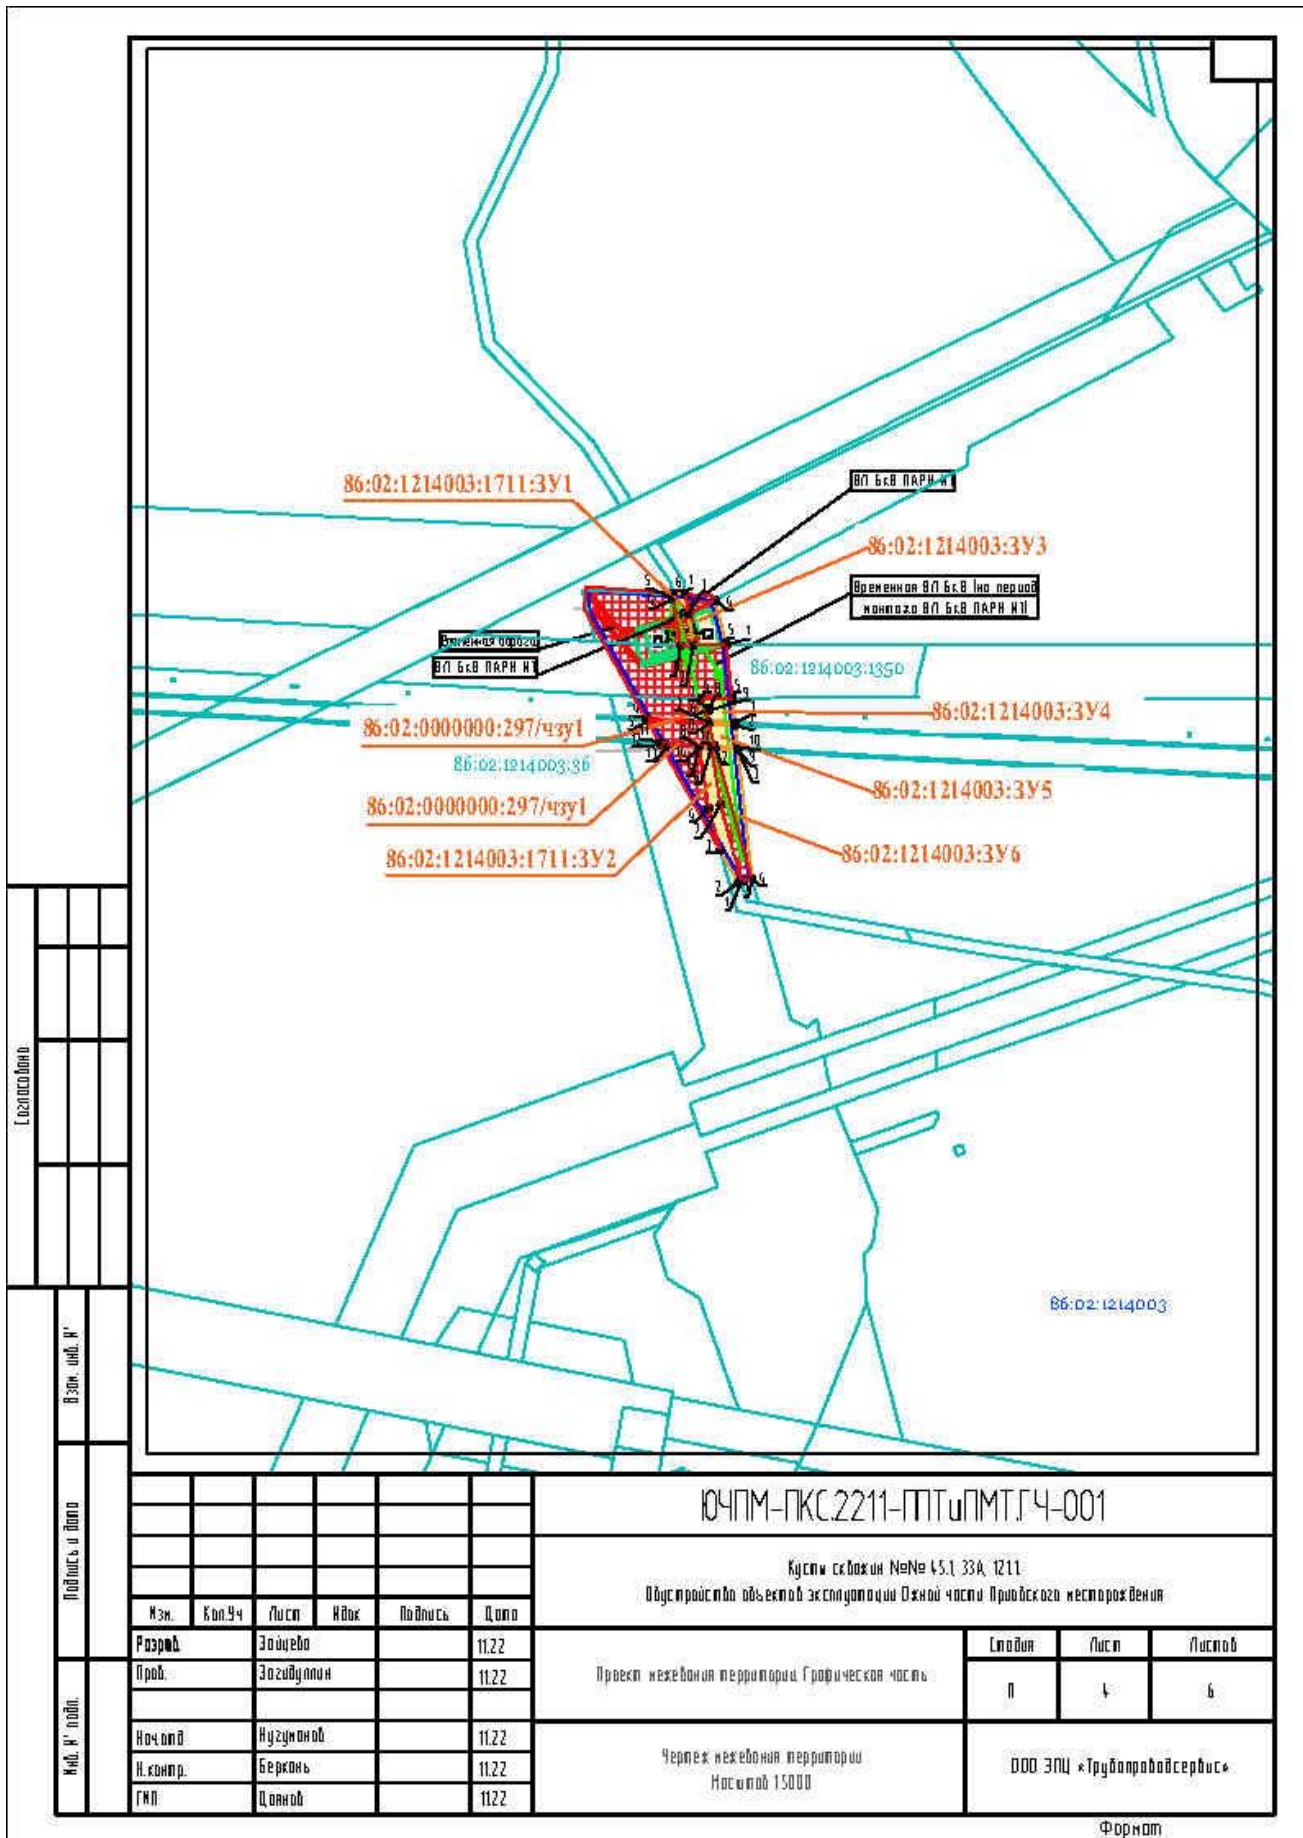 86:02:1214003:1711:ЗУ1
ВЛ 6кВ ПАРН №1
86:02:1214003:ЗУ3
Временная ВЛ 6кВ (на период
монтажа ВЛ 6кВ ПАРН №1)
Временная дорога
ВЛ 6кВ ПАРН №1
86:02:1214003:1350
86:02:1214003:ЗУ4
86:02:0000000:297/чзу1
86:02:1214003:36
86:02:1214003:ЗУ5
86:02:0000000:297/чзу1
86:02:1214003:ЗУ6
86:02:1214003:1711:ЗУ2
86:02:1214003
Согласовано
Взам. инв. №
Подпись и дата
Инв. № подл.
ЮЧПМ-ПКС.2211-ППТиПМТ.ГЧ-001
Кусты скважин №№ 45.1, 33А, 121.1.
Обустройство объектов эксплуатации Южной части Приобского месторождения
Изм. Кол.Уч Лист Nдок Подпись Дата
Разраб. Зайцева 11.22
Пров. Загидуллин 11.22
Нач.отд Нугуманов 11.22
Н.контр. Беркань 11.22
ГИП 11.22
Проект межевания территории. Графическая часть
Стадия Лист Листов
П 4 6
Чертеж межевания территории
Масштаб 1:5000
ООО ЭПЦ «Трубопроводсервис»
Формат